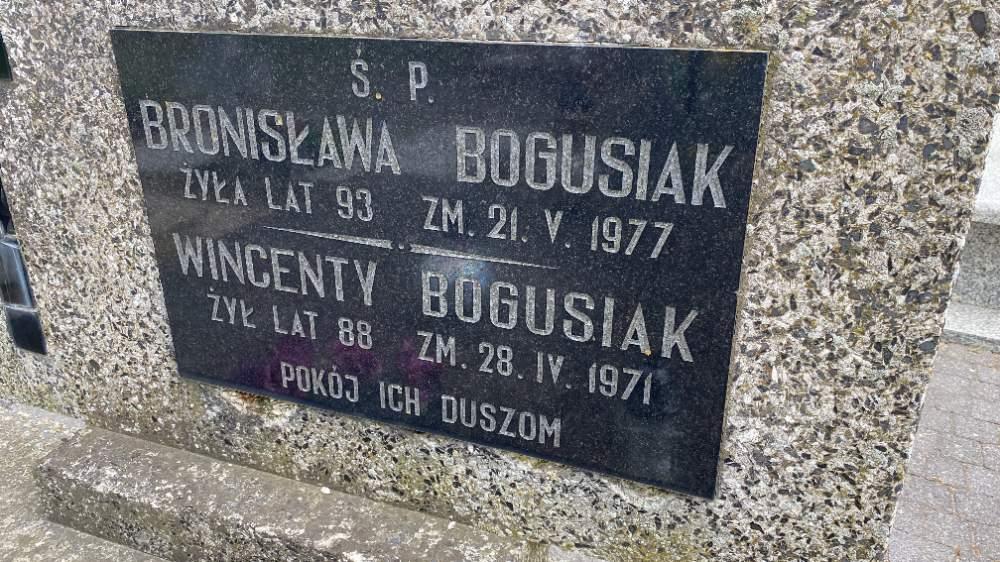 Ś. P.
BRONISŁAWA BOGUSIAK
ŻYŁA LAT 93 ZM. 21. V. 1977
WINCENTY BOGUSIAK
ŻYŁ LAT 88 ZM. 28. IV. 1971
POKÓJ ICH DUSZOM